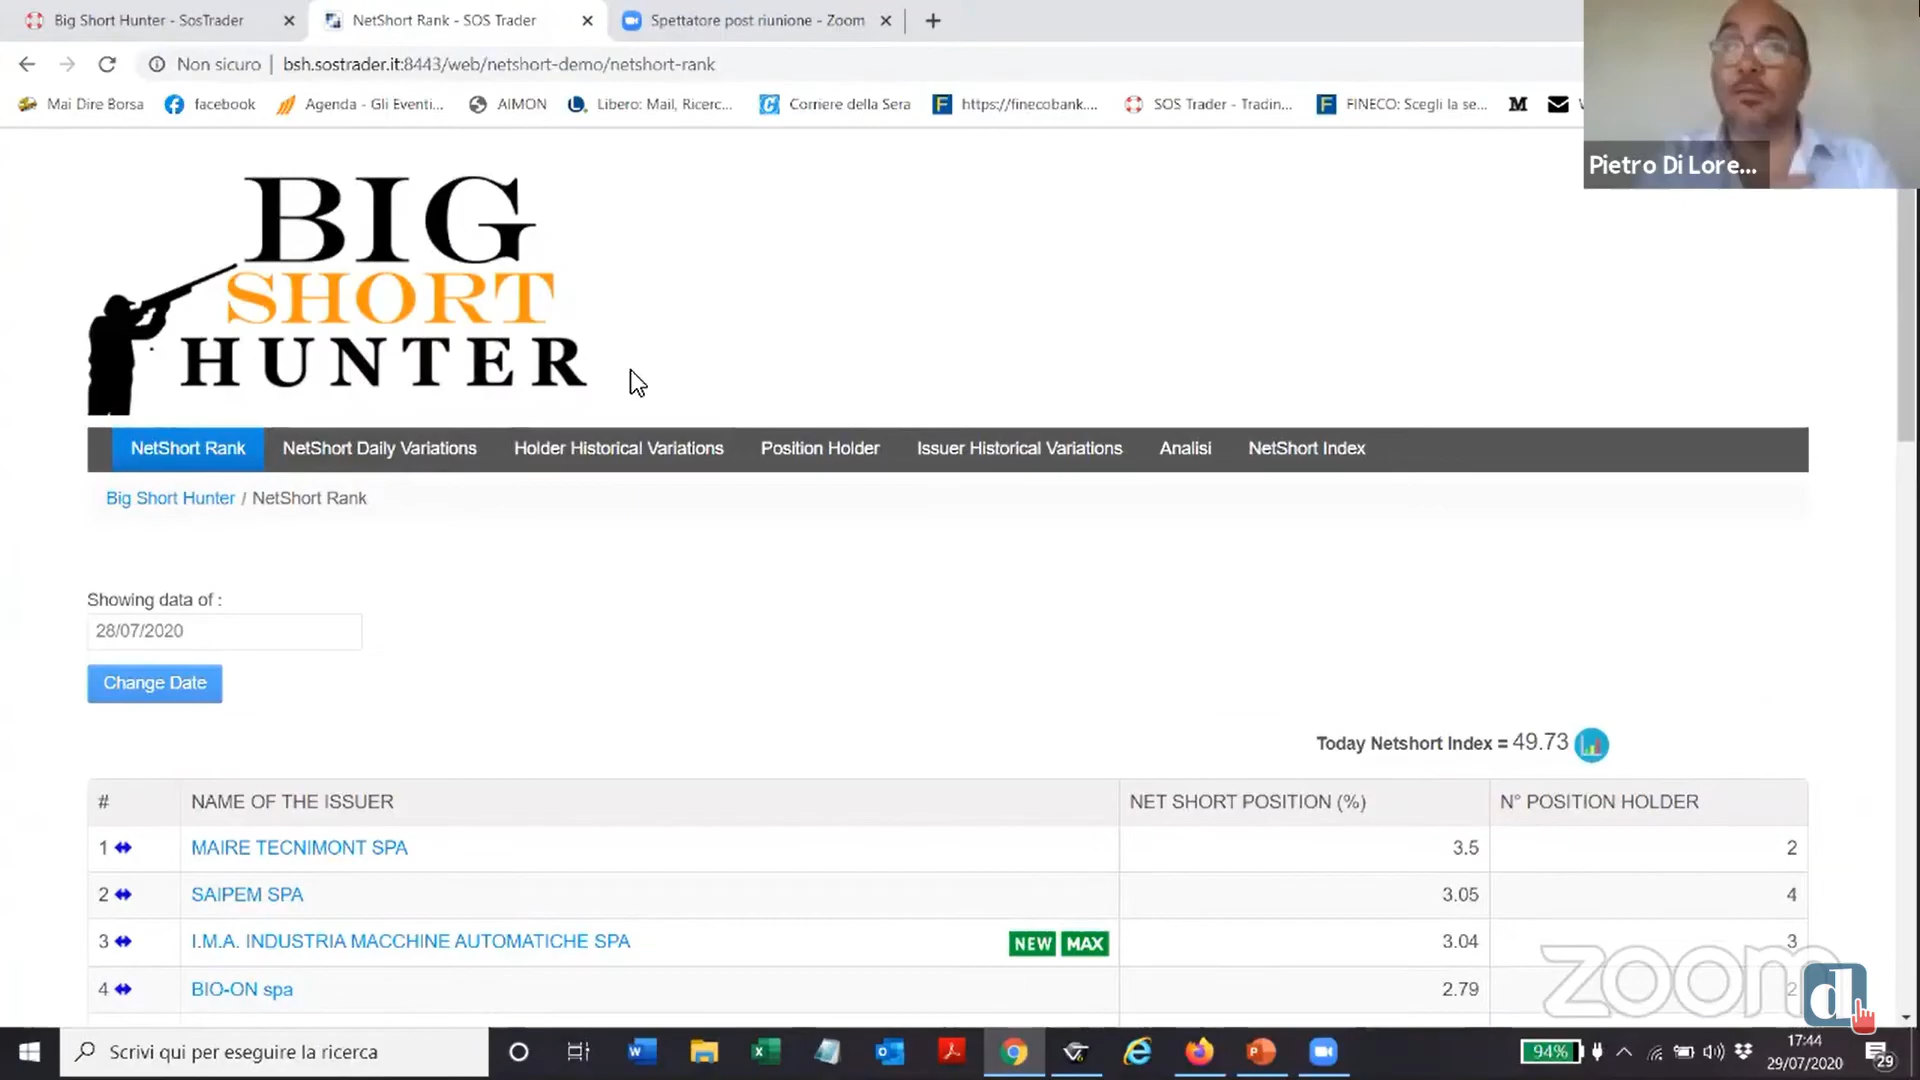 Big Short Hunter - SosTrader
NetShort Rank - SOS Trader
Spettatore post riunione - Zoom
Non sicuro
bsh.sostrader.it:8443/web/netshort-demo/netshort-rank
Mai Dire Borsa
facebook
Agenda - Gli Eventi...
AIMON
Libero: Mail, Ricerc...
Corriere della Sera
https://finecobank....
SOS Trader - Tradin...
FINECO: Scegli la se...
M
Pietro Di Lore...
BIG
SHORT
HUNTER
NetShort Rank
NetShort Daily Variations
Holder Historical Variations
Position Holder
Issuer Historical Variations
Analisi
NetShort Index
Big Short Hunter / NetShort Rank
Showing data of :
28/07/2020
Change Date
Today Netshort Index = 49.73
# NAME OF THE ISSUER NET SHORT POSITION (%) N° POSITION HOLDER
1 MAIRE TECNIMONT SPA 3.5 2
2 SAIPEM SPA 3.05 4
3 I.M.A. INDUSTRIA MACCHINE AUTOMATICHE SPA NEW MAX 3.04 3
4 BIO-ON spa 2.79 2
zoom
d
Scrivi qui per eseguire la ricerca
94%
17:44
29/07/2020
29